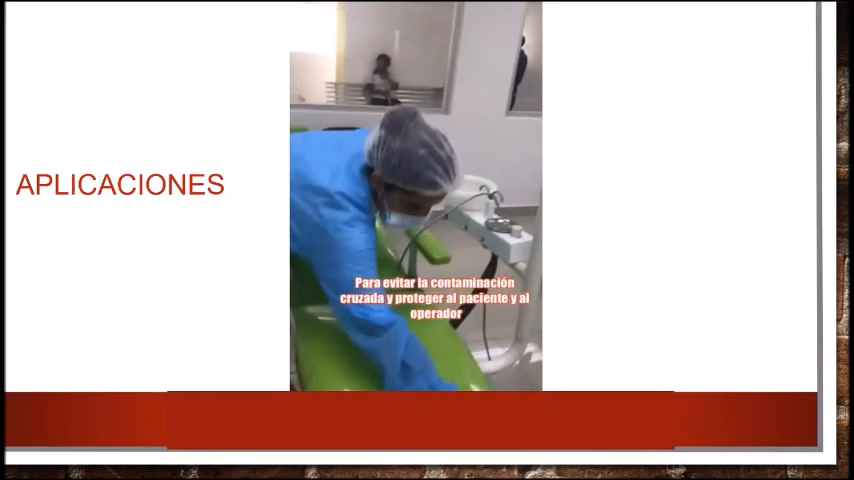 APLICACIONES
Para evitar la contaminación
cruzada y proteger al paciente y al
operador